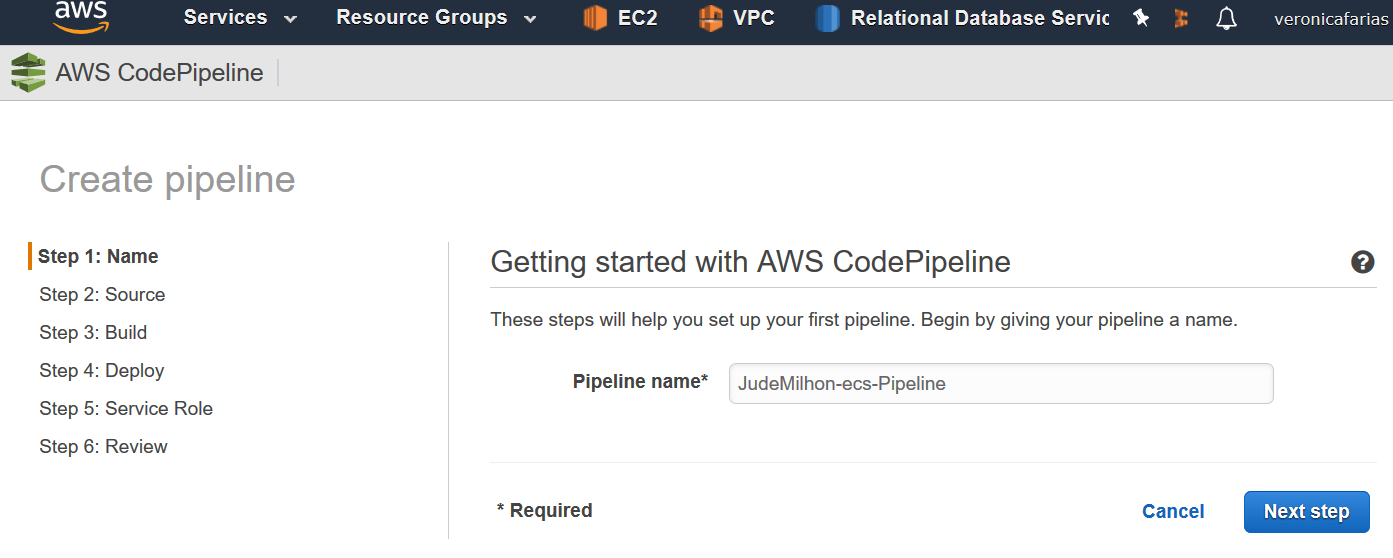 aws Services Resource Groups EC2 VPC Relational Database Servic veronicafarias
AWS CodePipeline
Create pipeline
Step 1: Name
Step 2: Source
Step 3: Build
Step 4: Deploy
Step 5: Service Role
Step 6: Review
Getting started with AWS CodePipeline ?
These steps will help you set up your first pipeline. Begin by giving your pipeline a name.
Pipeline name* JudeMilhon-ecs-Pipeline
* Required Cancel Next step